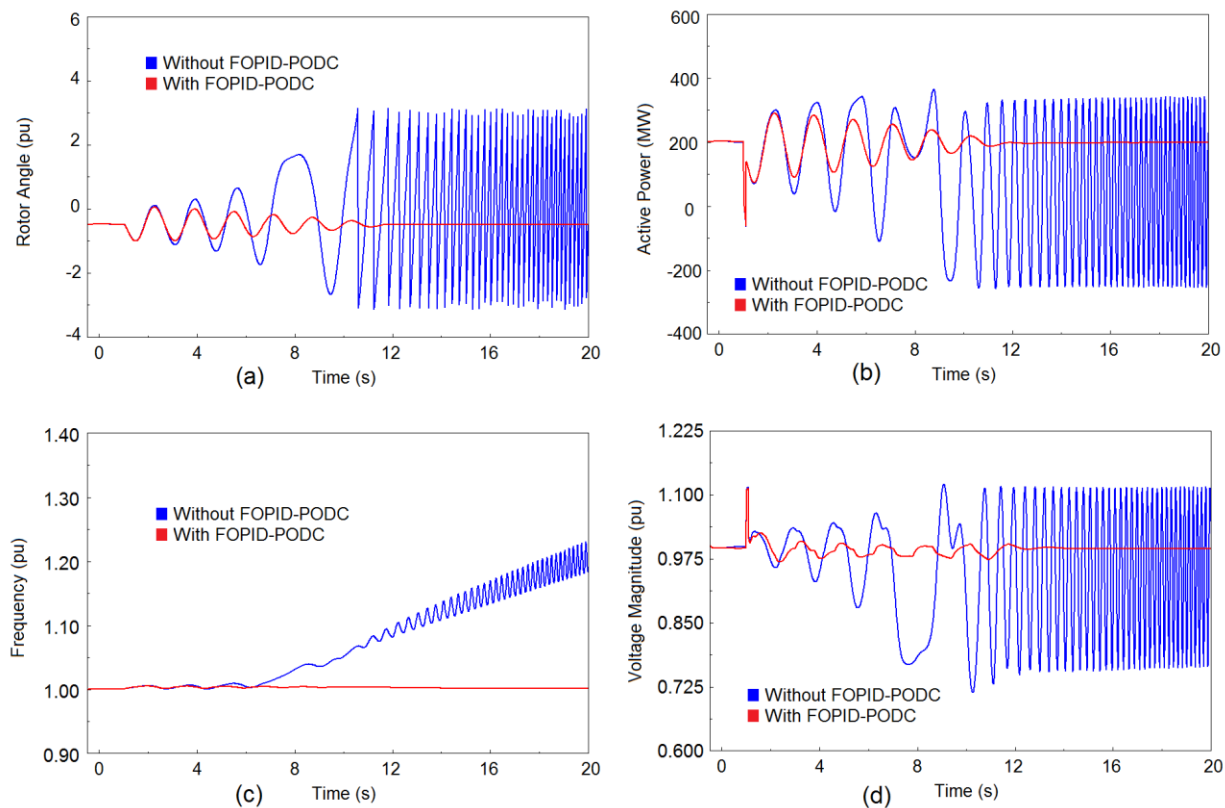 6
4
2
0
-2
-4
Rotor Angle (pu)
Without FOPID-PODC
With FOPID-PODC
0
4
8
12
16
20
(a)
Time (s)
600
400
200
0
-200
-400
Active Power (MW)
Without FOPID-PODC
With FOPID-PODC
0
4
8
12
16
20
(b)
Time (s)
1.40
1.30
1.20
1.10
1.00
0.90
Frequency (pu)
Without FOPID-PODC
With FOPID-PODC
0
4
8
12
16
20
(c)
Time (s)
1.225
1.100
0.975
0.850
0.725
0.600
Voltage Magnitude (pu)
Without FOPID-PODC
With FOPID-PODC
0
4
8
12
16
20
(d)
Time (s)